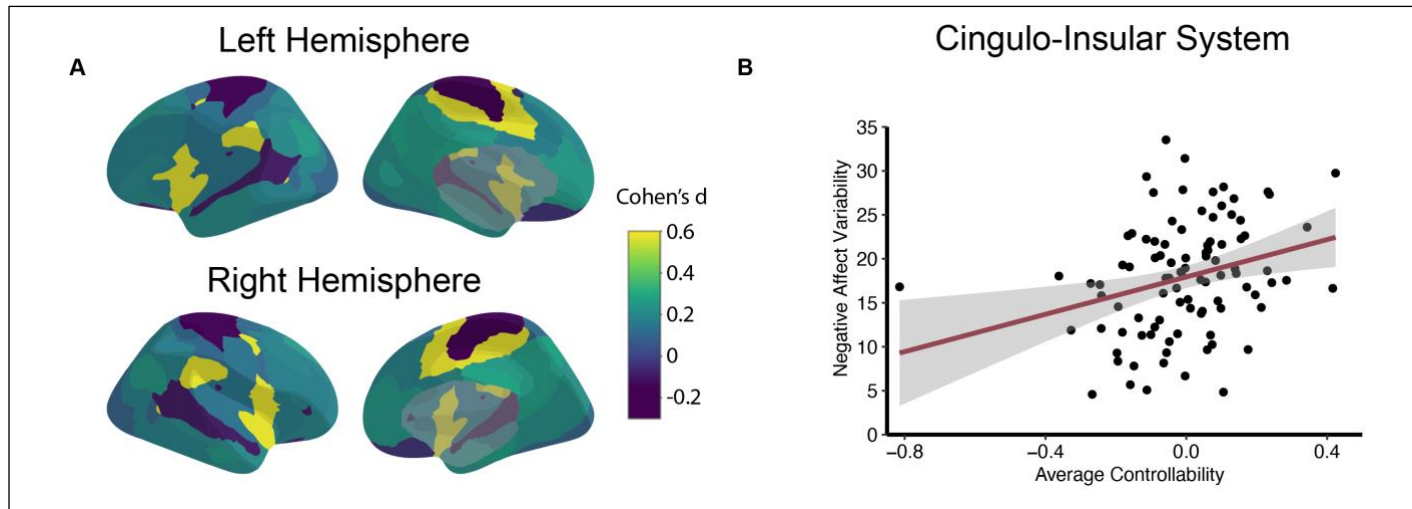 Left Hemisphere
A
Cohen's d
0.6
0.4
0.2
0
-0.2
Right Hemisphere
Cingulo-Insular System
B
Negative Affect Variability
35
30
25
20
15
10
5
0
−0.8
−0.4
0.0
0.4
Average Controllability